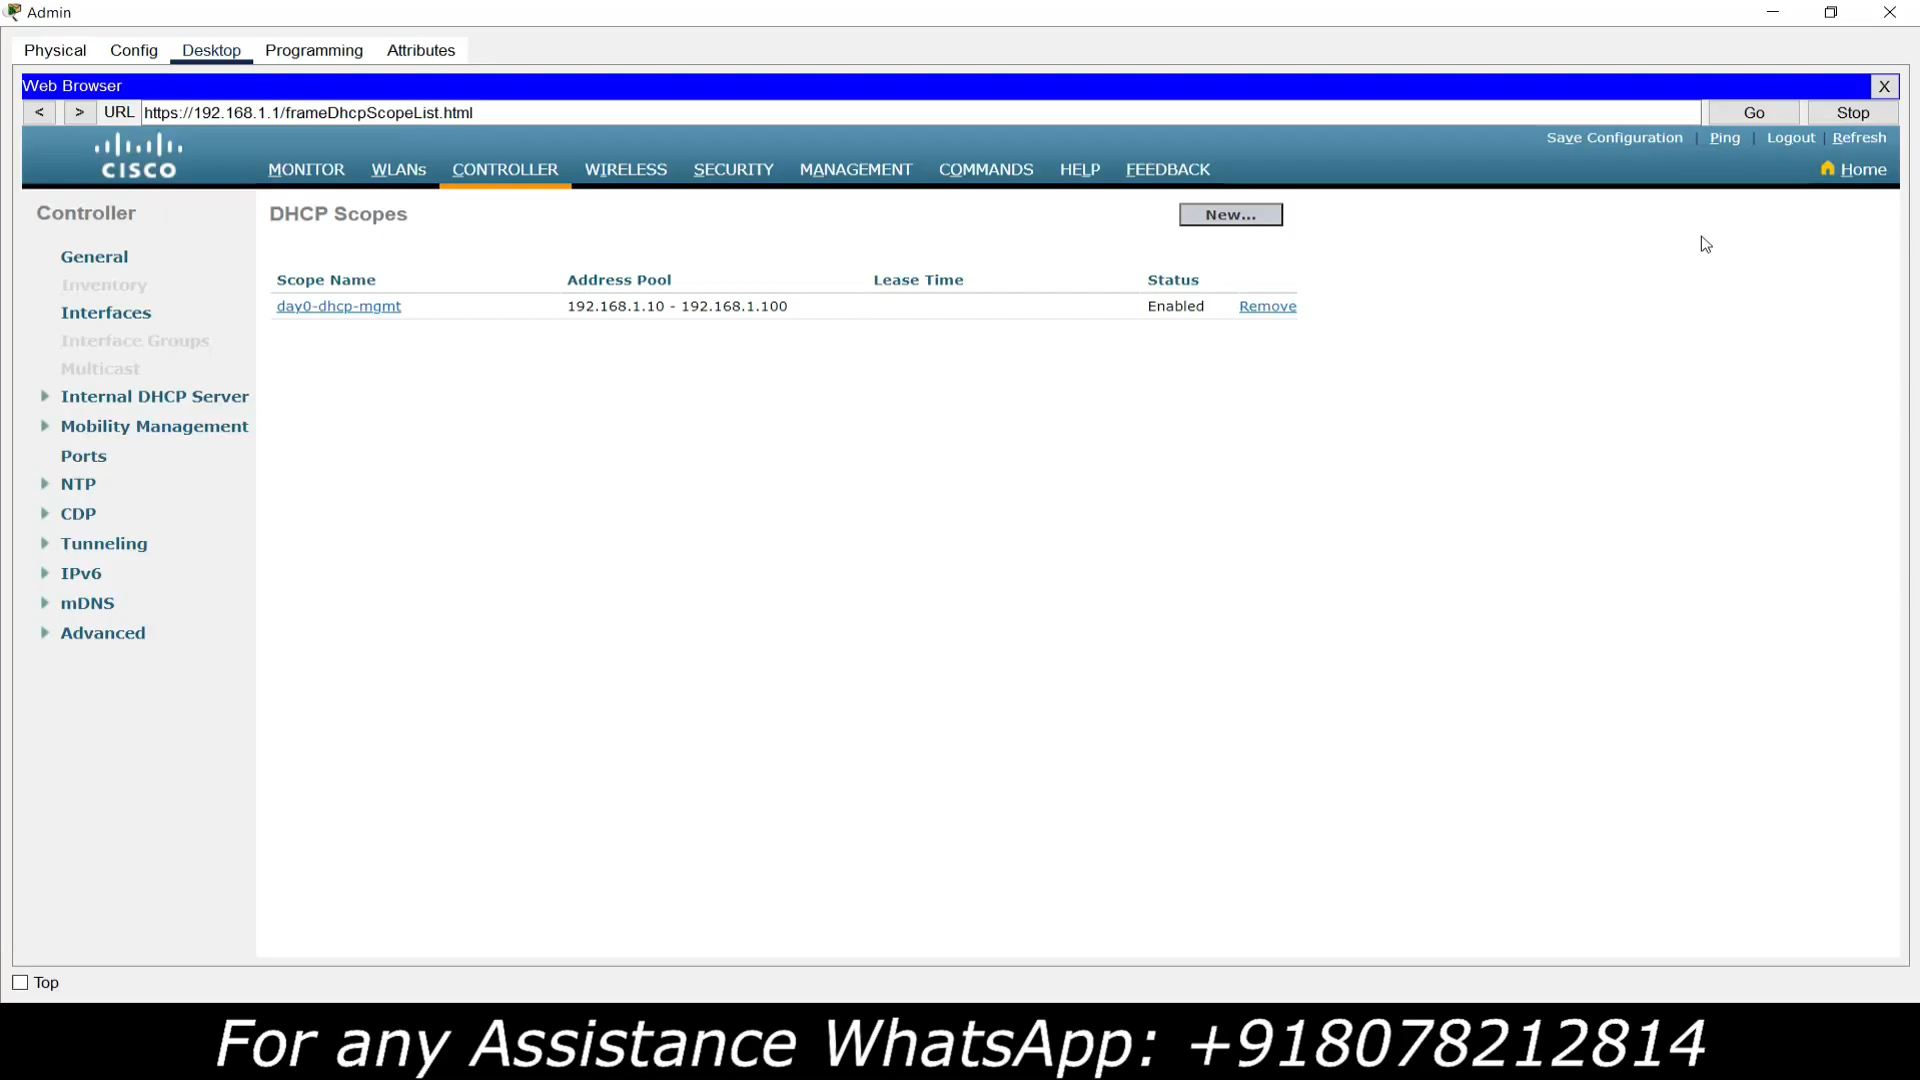 Admin
Physical Config Desktop Programming Attributes
Web Browser X
< > URL https://192.168.1.1/frameDhcpScopeList.html Go Stop
Save Configuration | Ping | Logout | Refresh
CISCO MONITOR WLANs CONTROLLER WIRELESS SECURITY MANAGEMENT COMMANDS HELP FEEDBACK Home
Controller
General
Inventory
Interfaces
Interface Groups
Multicast
Internal DHCP Server
Mobility Management
Ports
NTP
CDP
Tunneling
IPv6
mDNS
Advanced
DHCP Scopes New...
Scope Name Address Pool Lease Time Status
day0-dhcp-mgmt 192.168.1.10 - 192.168.1.100 Enabled Remove
Top
For any Assistance WhatsApp: +918078212814